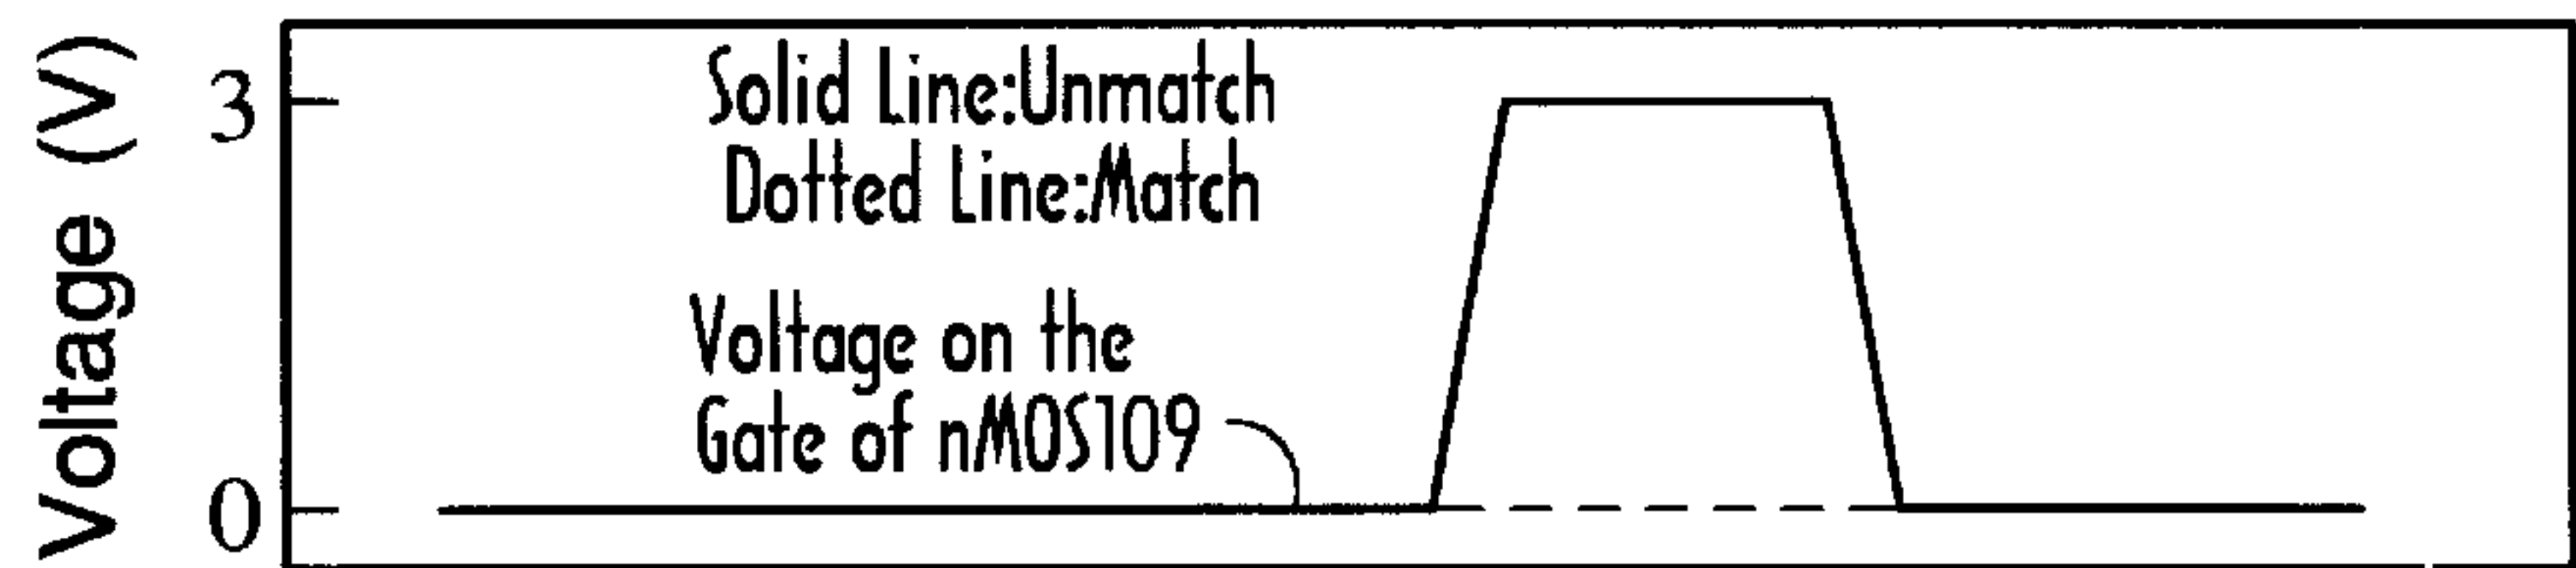 Voltage (V)
3
0
Solid Line:Unmatch
Dotted Line:Match
Voltage on the
Gate of nMOS109